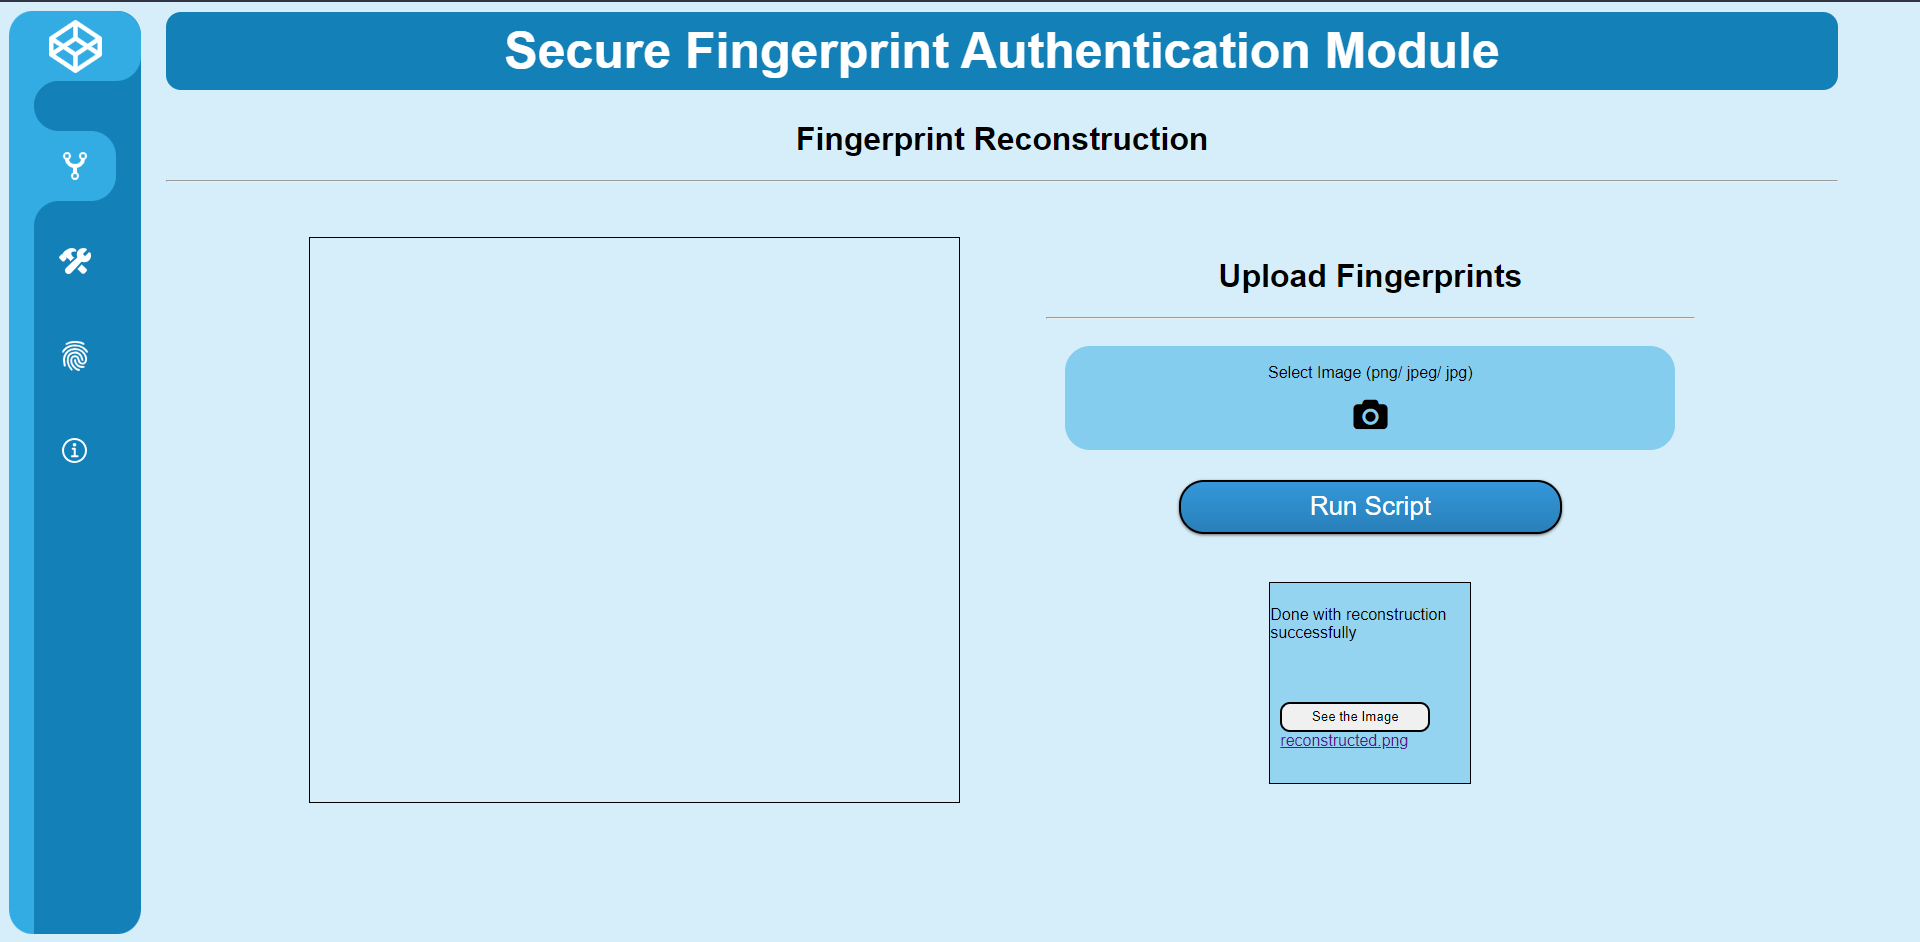 Secure Fingerprint Authentication Module
Fingerprint Reconstruction
Upload Fingerprints
Select Image (png/ jpeg/ jpg)
Run Script
Done with reconstruction
successfully
See the Image
reconstructed.png